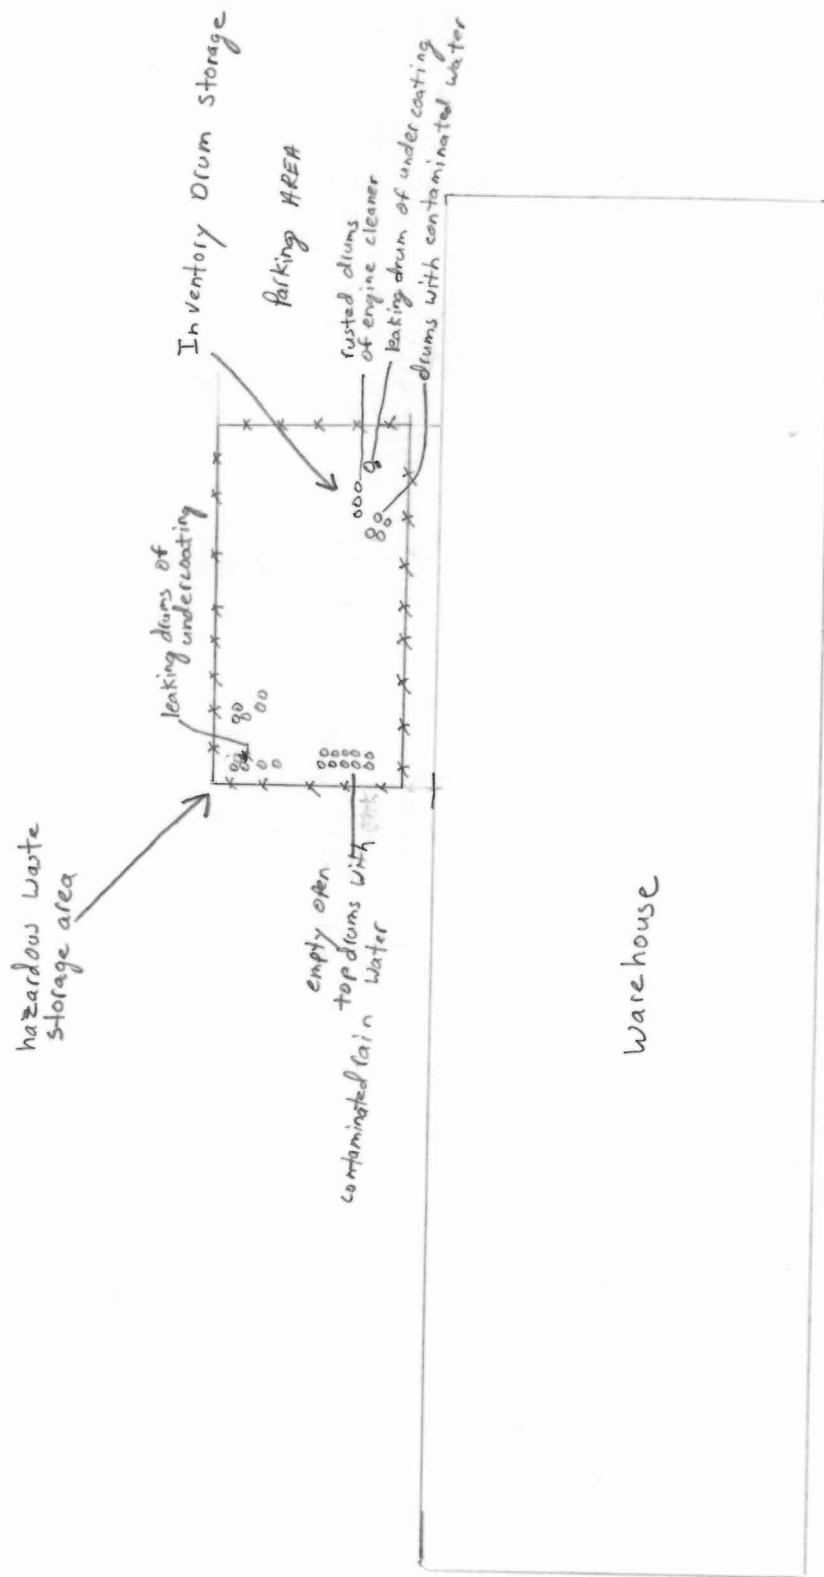 hazardous waste
storage area
leaking drums of
undercoating
Inventory Drum Storage
Parking AREA
rusted drums
of engine cleaner
leaking drum of undercoating
drums with contaminated water
empty open
top drums with
contaminated rain water
Warehouse